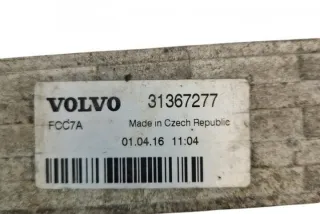 VOLVO 31367277
FCC7A Made in Czech Republic
01.04.16 11:04